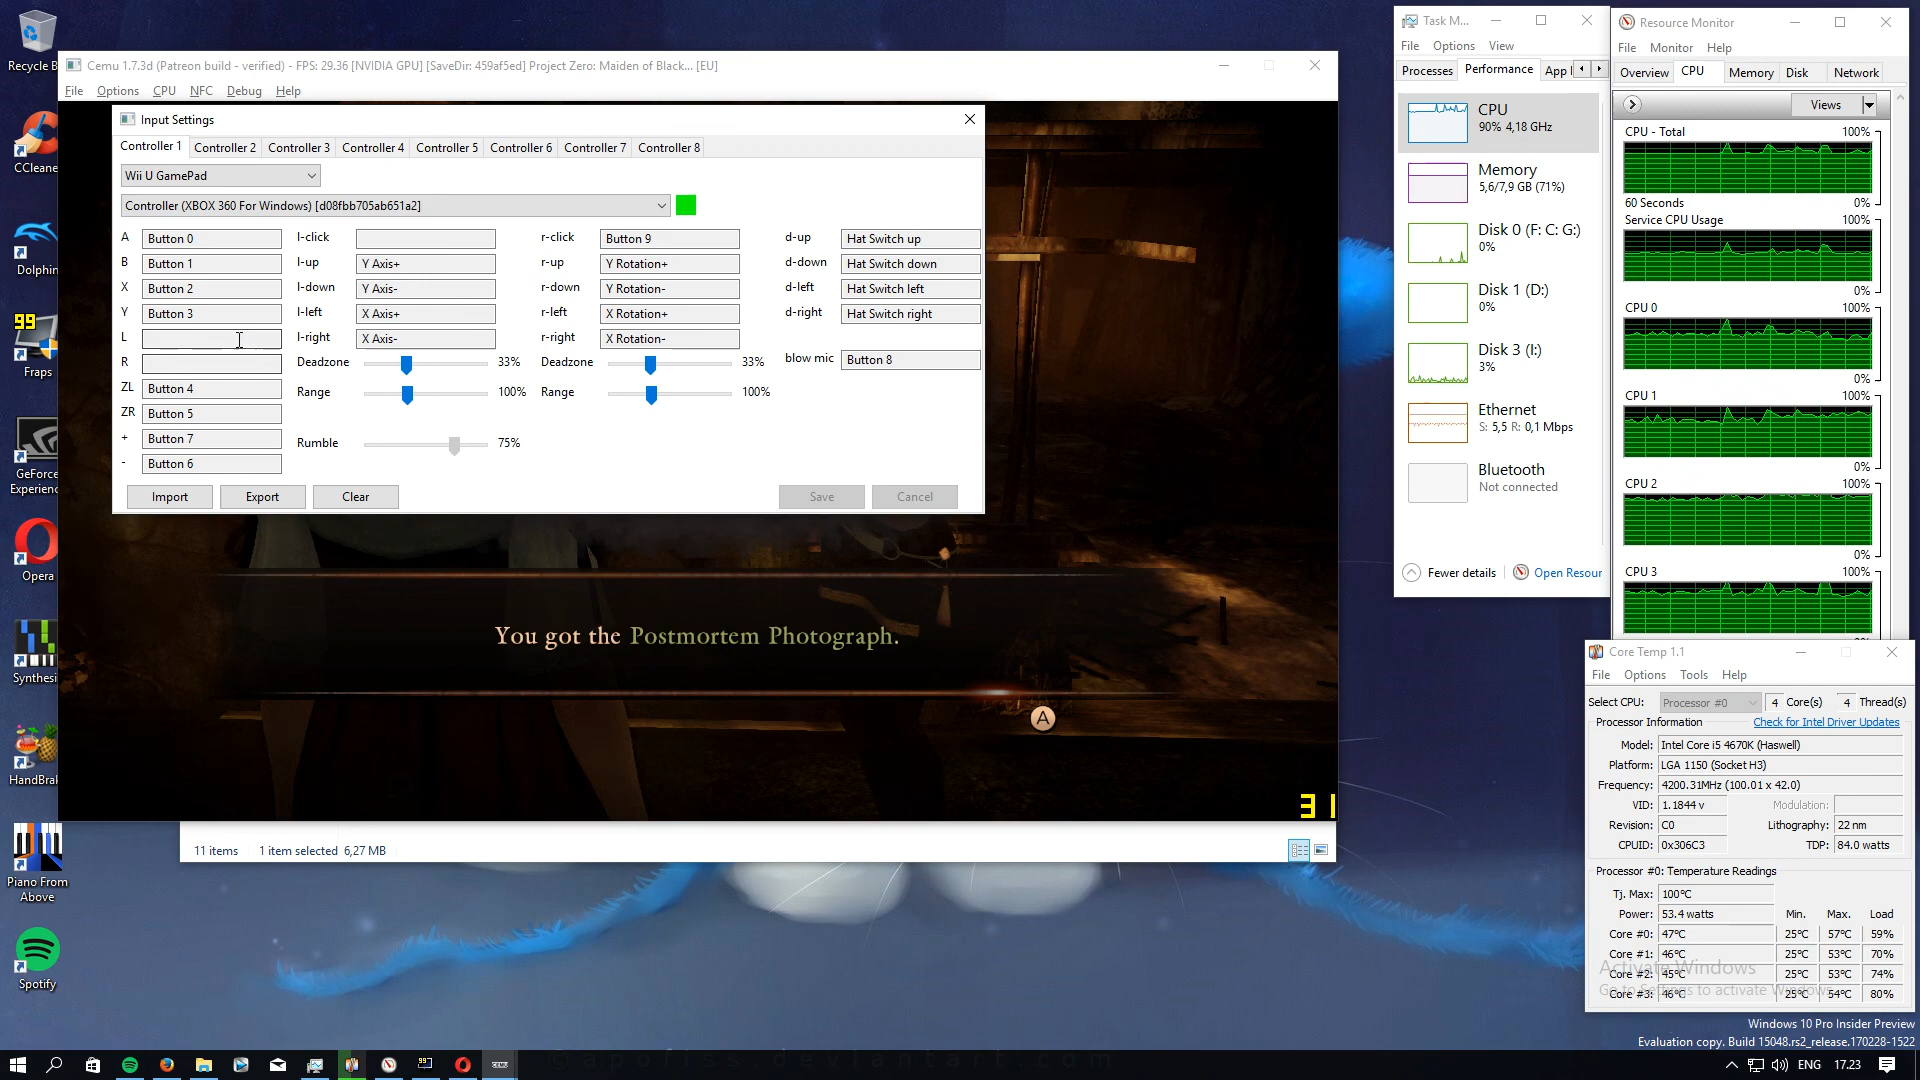 Recycle B
CCleane
Dolphin
99
Fraps
GeForce
Experienc
Opera
Synthesi
HandBrak
Piano From
Above
Spotify
Cemu 1.7.3d (Patreon build - verified) - FPS: 29.36 [NVIDIA GPU] [SaveDir: 459af5ed] Project Zero: Maiden of Black... [EU]
File Options CPU NFC Debug Help
Input Settings
Controller 1 Controller 2 Controller 3 Controller 4 Controller 5 Controller 6 Controller 7 Controller 8
Wii U GamePad
Controller (XBOX 360 For Windows) [d08fbb705ab651a2]
A Button 0 l-click r-click Button 9 d-up Hat Switch up
B Button 1 l-up Y Axis+ r-up Y Rotation+ d-down Hat Switch down
X Button 2 l-down Y Axis- r-down Y Rotation- d-left Hat Switch left
Y Button 3 l-left X Axis+ r-left X Rotation+ d-right Hat Switch right
L l-right X Axis- r-right X Rotation-
R Deadzone 33% Deadzone 33% blow mic Button 8
ZL Button 4 Range 100% Range 100%
ZR Button 5
+ Button 7 Rumble 75%
- Button 6
Import Export Clear Save Cancel
You got the Postmortem Photograph.
A
31
11 items 1 item selected 6,27 MB
Task M...
File Options View
Processes Performance App
CPU
90% 4,18 GHz
Memory
5,6/7,9 GB (71%)
Disk 0 (F: C: G:)
0%
Disk 1 (D:)
0%
Disk 3 (I:)
3%
Ethernet
S: 5,5 R: 0,1 Mbps
Bluetooth
Not connected
Fewer details Open Resour
Resource Monitor
File Monitor Help
Overview CPU Memory Disk Network
Views
CPU - Total 100%
60 Seconds 0%
Service CPU Usage 100%
0%
CPU 0 100%
0%
CPU 1 100%
0%
CPU 2 100%
0%
CPU 3 100%
Core Temp 1.1
File Options Tools Help
Select CPU: Processor #0 4 Core(s) 4 Thread(s)
Processor Information Check for Intel Driver Updates
Model: Intel Core i5 4670K (Haswell)
Platform: LGA 1150 (Socket H3)
Frequency: 4200.31MHz (100.01 x 42.0)
VID: 1.1844 v Modulation:
Revision: C0 Lithography: 22 nm
CPUID: 0x306C3 TDP: 84.0 watts
Processor #0: Temperature Readings
Tj. Max: 100°C
Power: 53.4 watts Min. Max. Load
Core #0: 47°C 25°C 57°C 59%
Core #1: 46°C 25°C 53°C 70%
Core #2: 45°C 25°C 53°C 74%
Core #3: 46°C 25°C 54°C 80%
Activate Windows
Go to Settings to activate Windows.
Windows 10 Pro Insider Preview
Evaluation copy. Build 15048.rs2_release.170228-1522
©apofiss.deviantart.com
ENG 17.23